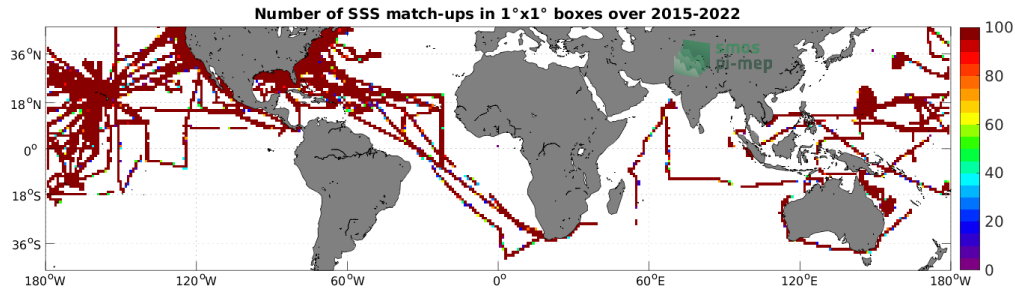 Number of SSS match-ups in 1°x1° boxes over 2015-2022
smos
pi-mep
36°N
18°N
0°
18°S
36°S
180°W
120°W
60°W
0°
60°E
120°E
180°W
100
80
60
40
20
0